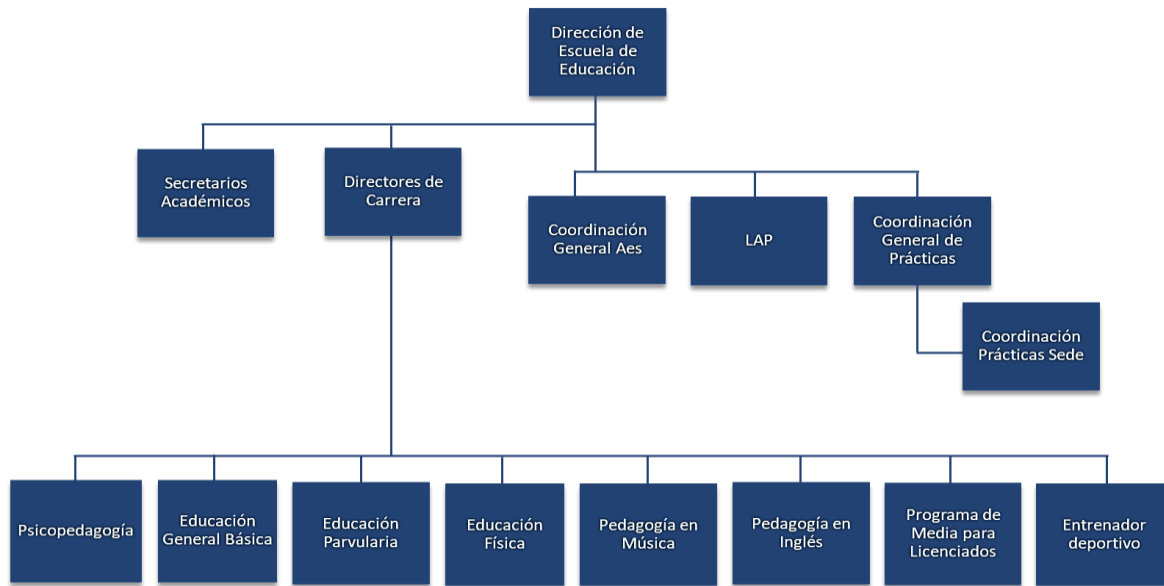 Dirección de
Escuela de
Educación
Secretarios
Académicos
Directores de
Carrera
Coordinación
General Aes
LAP
Coordinación
General de
Prácticas
Coordinación
Prácticas Sede
Psicopedagogía
Educación
General Básica
Educación
Parvularia
Educación
Física
Pedagogía en
Música
Pedagogía en
Inglés
Programa de
Media para
Licenciados
Entrenador
deportivo